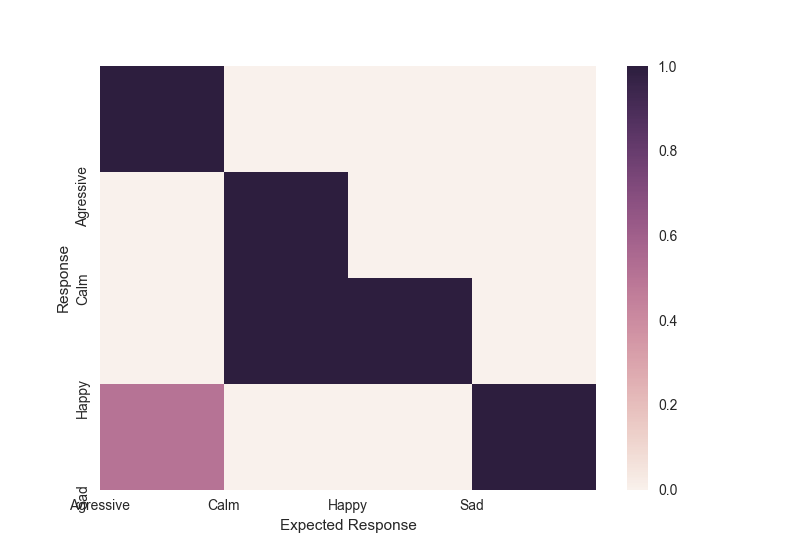 1.0
0.8
0.6
0.4
0.2
0.0
Response
Agressive
Calm
Happy
Sad
Agressive
Calm
Happy
Sad
Expected Response